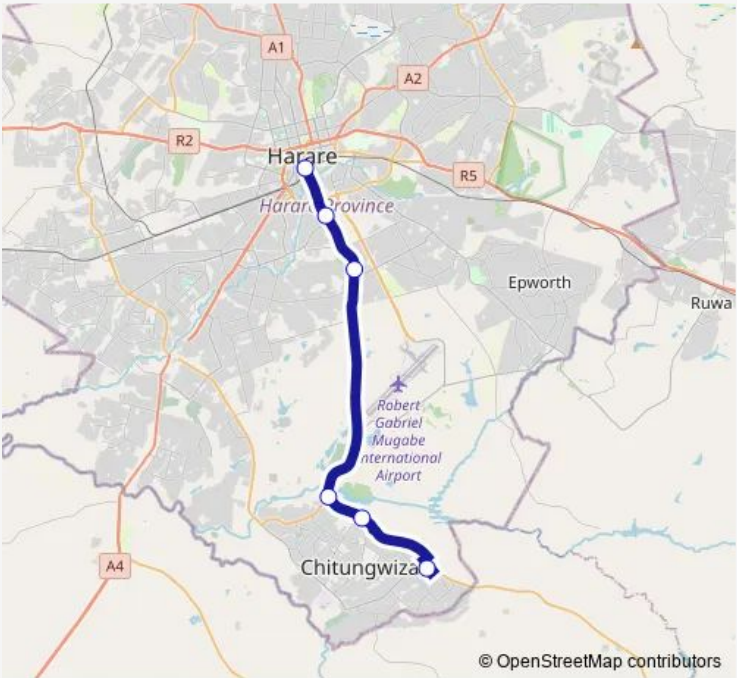 A1
A2
R2
Harare
R5
Harare Province
Epworth
Ruwa
Robert
Gabriel
Mugabe
International
Airport
A4
Chitungwiza
© OpenStreetMap contributors